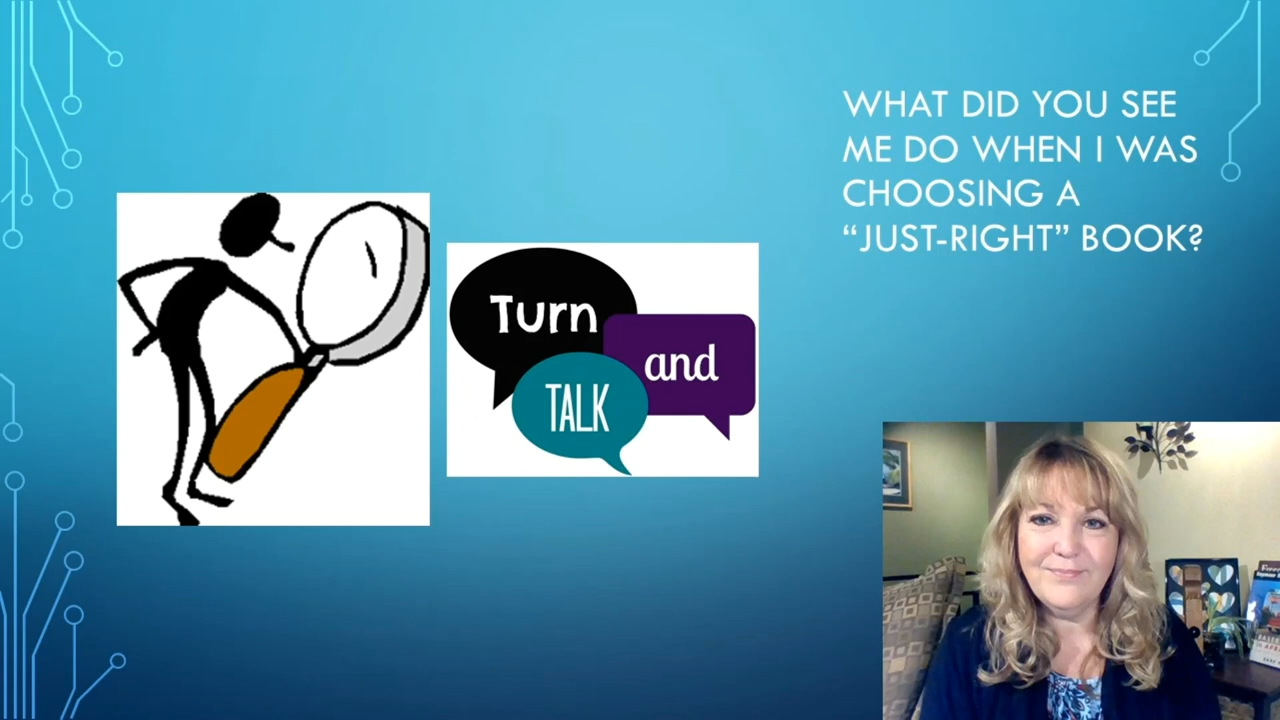 WHAT DID YOU SEE
ME DO WHEN I WAS
CHOOSING A
“JUST-RIGHT” BOOK?
Turn
and
TALK